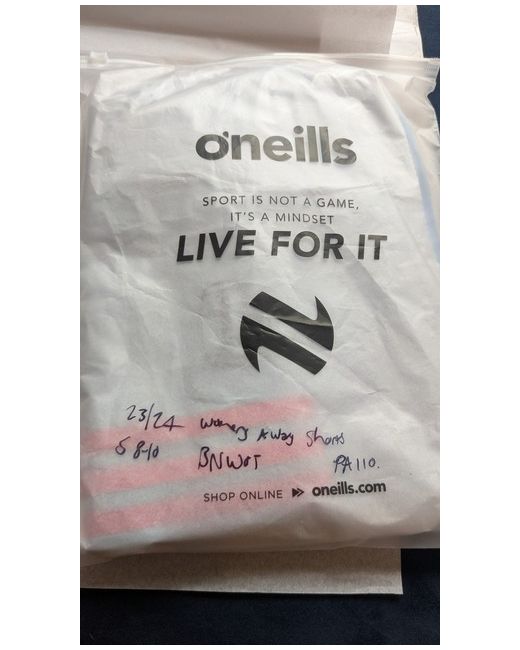 o'neills
SPORT IS NOT A GAME,
IT'S A MINDSET
LIVE FOR IT
23/24 womens Away Shorts
S 8-10 BNWOT PA110.
SHOP ONLINE oneills.com